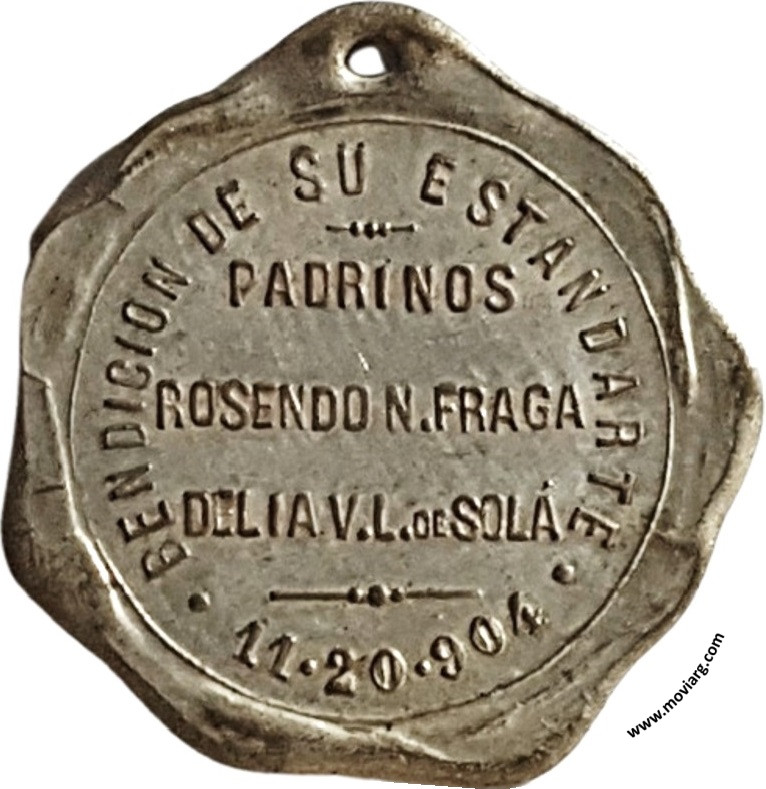 BENDICION DE SU ESTANDARTE
PADRINOS
ROSENDO N. FRAGA
DELIA V. L. DE SOLÁ
11·20·904
www.moviarg.com